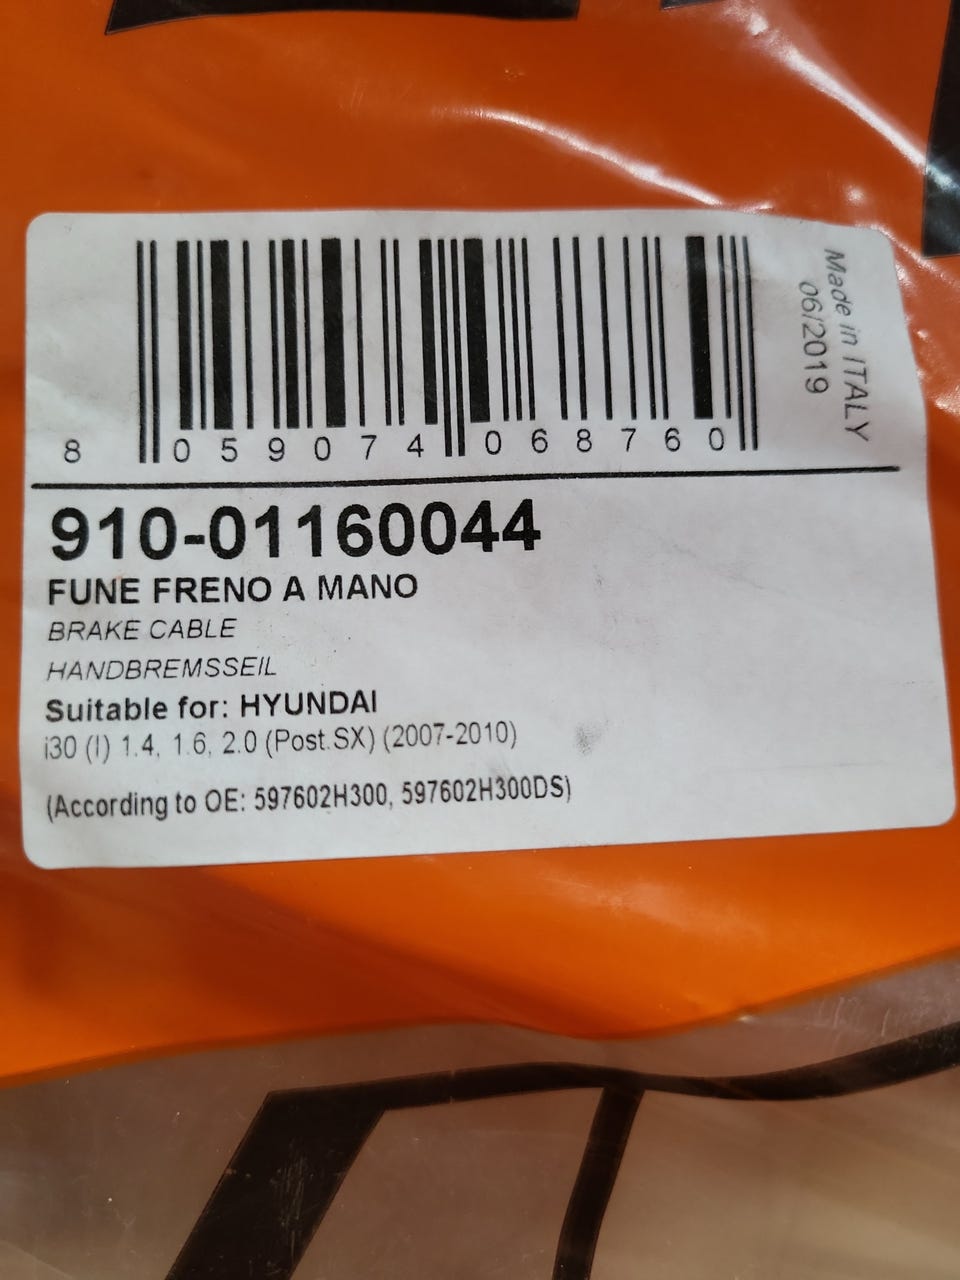 8 059074 068760
Made in ITALY
06/2019
910-01160044
FUNE FRENO A MANO
BRAKE CABLE
HANDBREMSSEIL
Suitable for: HYUNDAI
i30 (I) 1.4, 1.6, 2.0 (Post.SX) (2007-2010)
(According to OE: 597602H300, 597602H300DS)